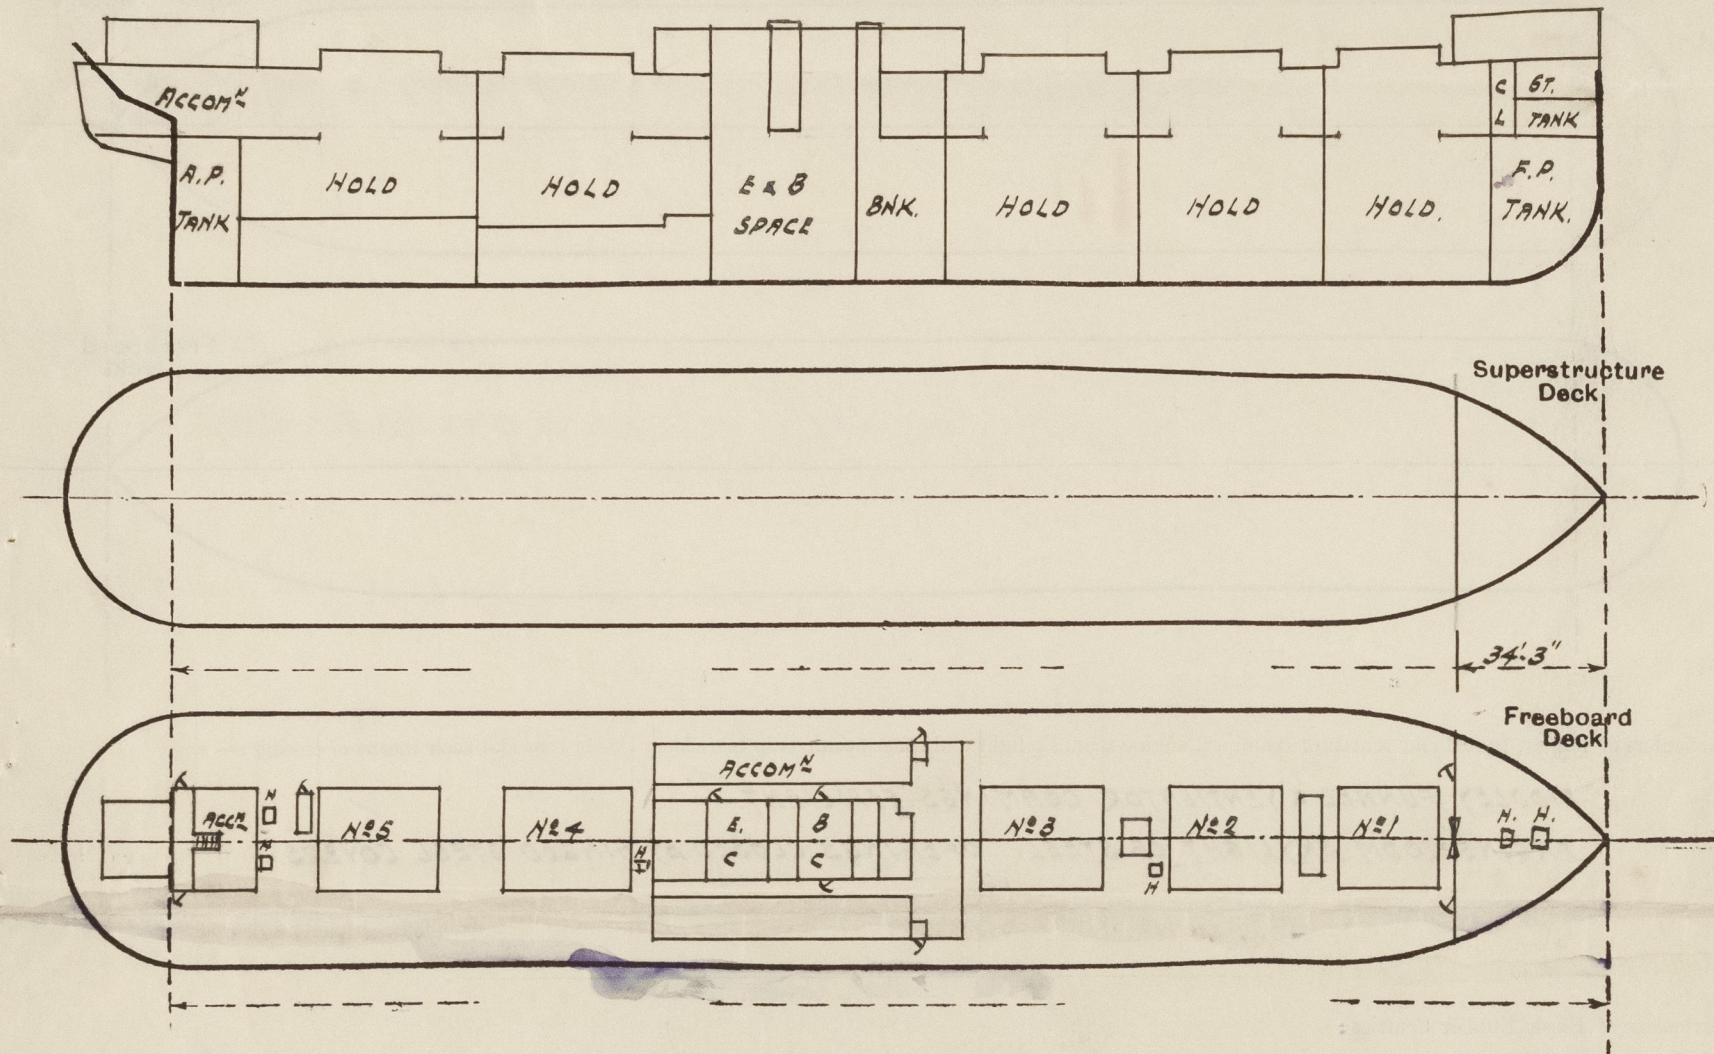 ACCOMN
A.P.
TANK
HOLD
HOLD
E & B
SPACE
BNK.
HOLD
HOLD
HOLD.
C
L
ST.
TANK
F.P.
TANK.
Superstructure
Deck
34'-3"
Freeboard
Deck
ACCOMN
ACCN
H
H
No5
No4
H
E.
C
B
C
No3
H
No2
No1
H.
H.